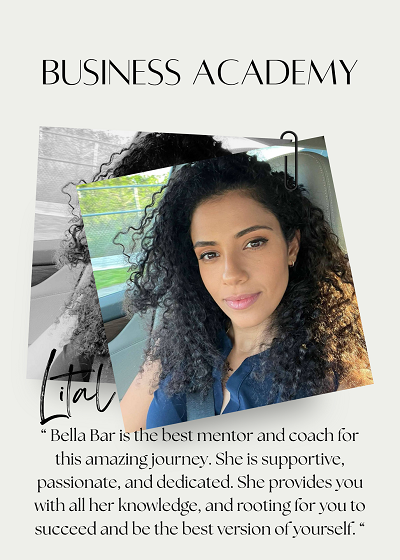 BUSINESS ACADEMY
Lital
“ Bella Bar is the best mentor and coach for
this amazing journey. She is supportive,
passionate, and dedicated. She provides you
with all her knowledge, and rooting for you to
succeed and be the best version of yourself. “